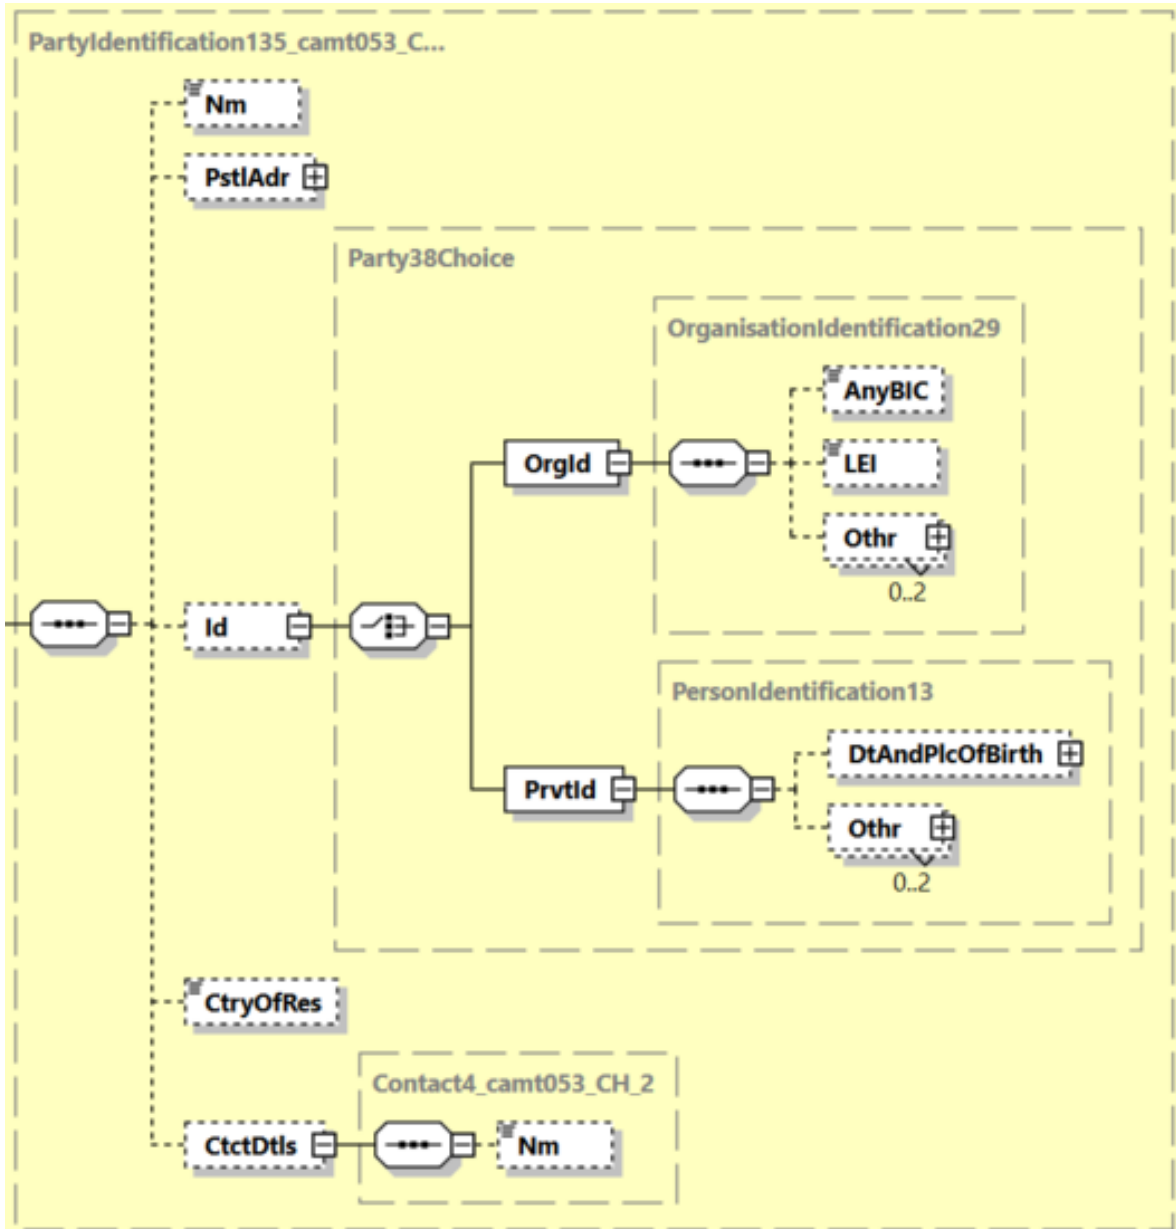 PartyIdentification135_camt053_C...
Nm
PstlAdr
Party38Choice
OrganisationIdentification29
AnyBIC
OrgId
LEI
Othr
0..2
Id
PersonIdentification13
DtAndPlcOfBirth
PrvtId
Othr
0..2
CtryOfRes
Contact4_camt053_CH_2
CtctDtls
Nm